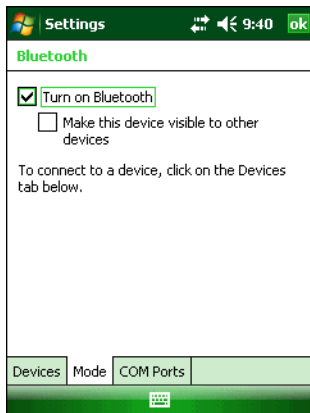 Settings 9:40 ok
Bluetooth
Turn on Bluetooth
Make this device visible to other
devices
To connect to a device, click on the Devices
tab below.
Devices Mode COM Ports